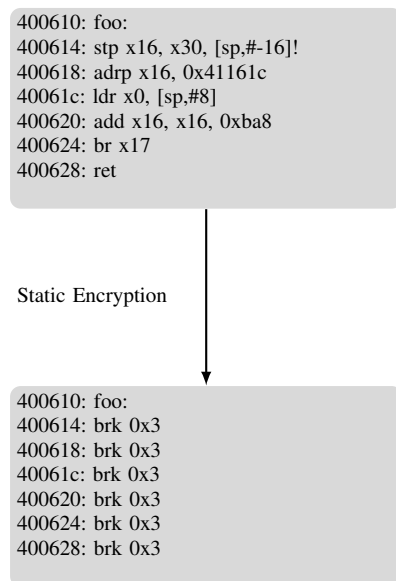 400610: foo:
400614: stp x16, x30, [sp,#-16]!
400618: adrp x16, 0x41161c
40061c: ldr x0, [sp,#8]
400620: add x16, x16, 0xba8
400624: br x17
400628: ret
Static Encryption
400610: foo:
400614: brk 0x3
400618: brk 0x3
40061c: brk 0x3
400620: brk 0x3
400624: brk 0x3
400628: brk 0x3